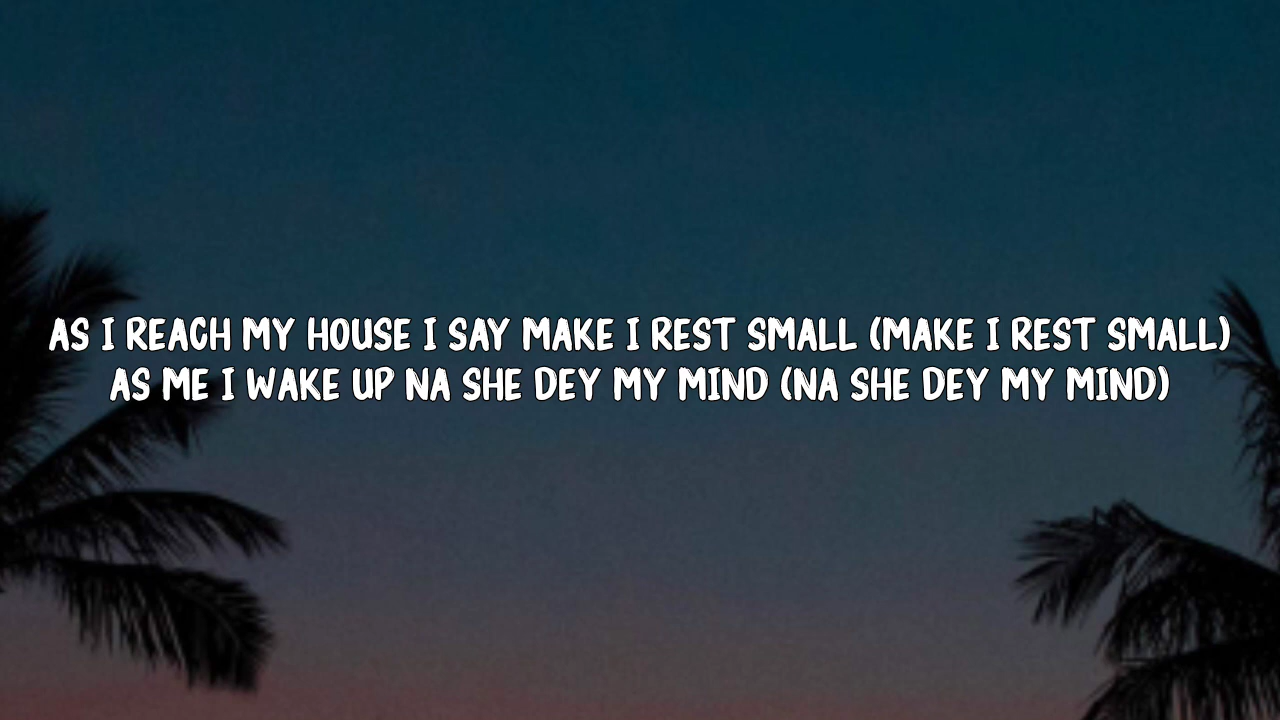 AS I REACH MY HOUSE I SAY MAKE I REST SMALL (MAKE I REST SMALL)
AS ME I WAKE UP NA SHE DEY MY MIND (NA SHE DEY MY MIND)